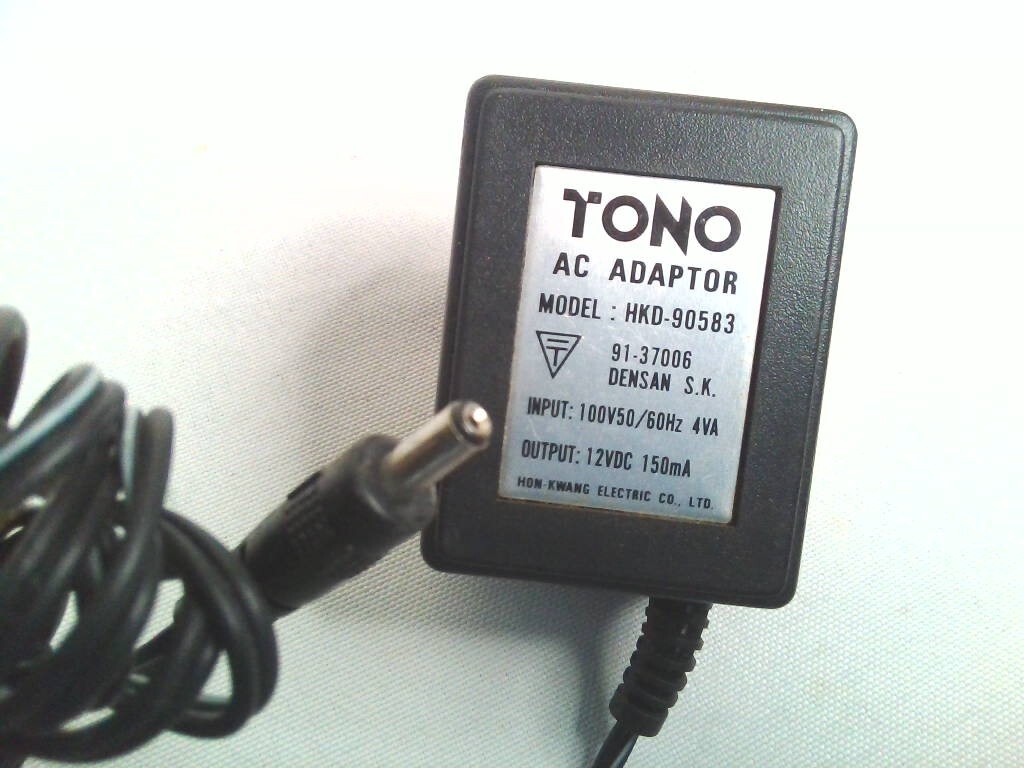 TONO
AC ADAPTOR
MODEL : HKD-90583
T 91-37006
DENSAN S.K.
INPUT: 100V50/60Hz 4VA
OUTPUT: 12VDC 150mA
HON-KWANG ELECTRIC CO., LTD.